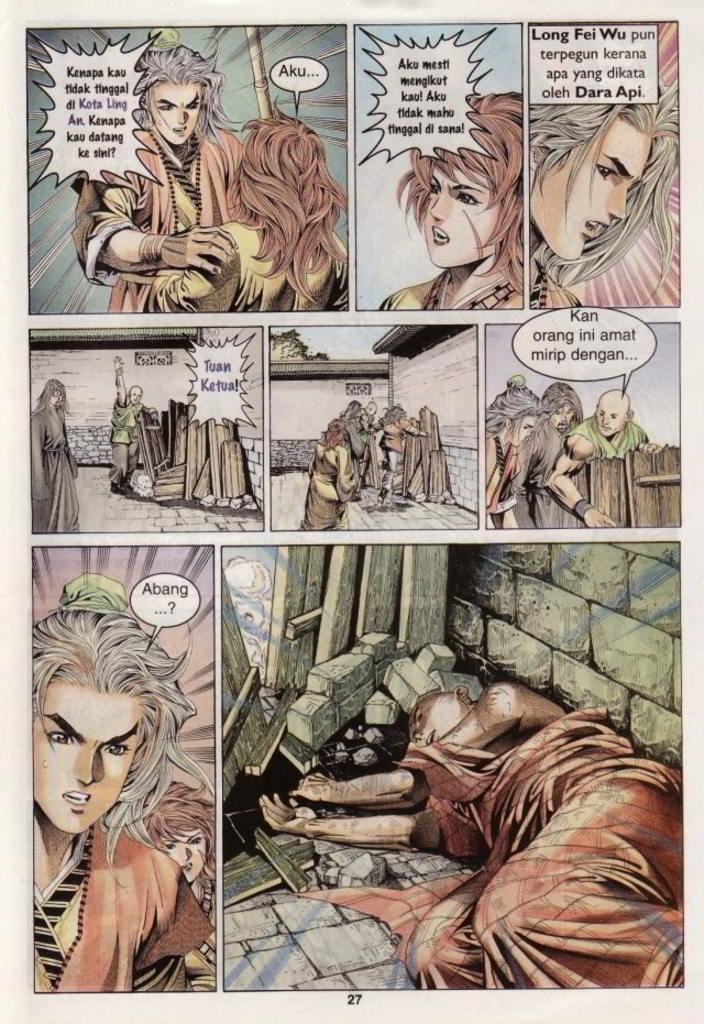 Kenapa kau
tidak tinggal
di Kota Ling
An. Kenapa
kau datang
ke sini?
Aku...
Aku mesti
mengikut
kau! Aku
tidak mahu
tinggal di sana!
Long Fei Wu pun
terpegun kerana
apa yang dikata
oleh Dara Api.
Tuan
Ketua!
Kan
orang ini amat
mirip dengan...
Abang
...?
27